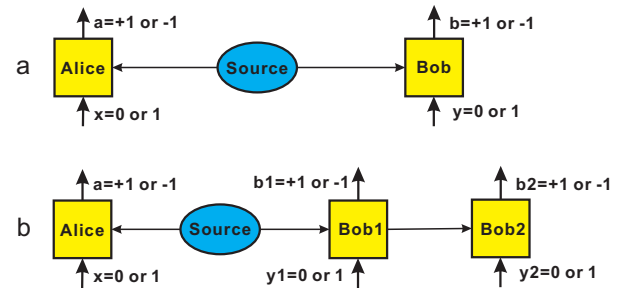 a=+1 or -1
b=+1 or -1
a
Alice
Source
Bob
x=0 or 1
y=0 or 1
a=+1 or -1
b1=+1 or -1
b2=+1 or -1
b
Alice
Source
Bob1
Bob2
x=0 or 1
y1=0 or 1
y2=0 or 1